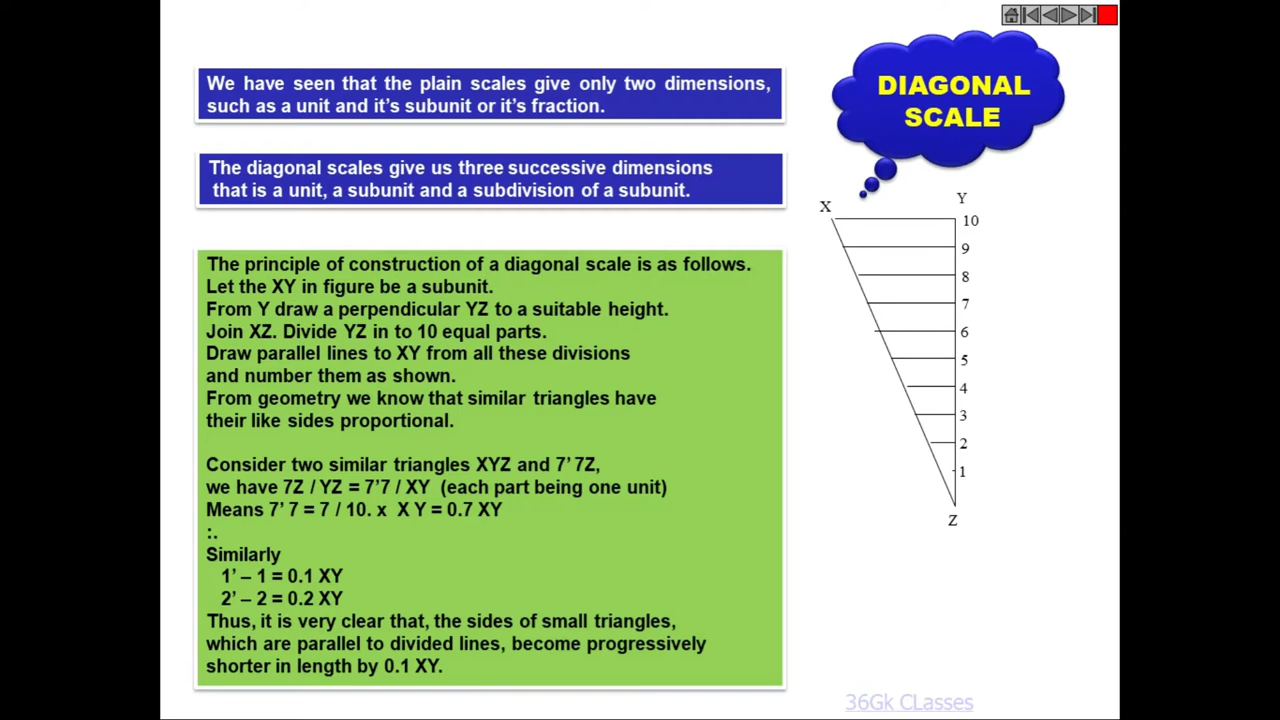 We have seen that the plain scales give only two dimensions,
such as a unit and it's subunit or it's fraction.
The diagonal scales give us three successive dimensions
that is a unit, a subunit and a subdivision of a subunit.
The principle of construction of a diagonal scale is as follows.
Let the XY in figure be a subunit.
From Y draw a perpendicular YZ to a suitable height.
Join XZ. Divide YZ in to 10 equal parts.
Draw parallel lines to XY from all these divisions
and number them as shown.
From geometry we know that similar triangles have
their like sides proportional.
Consider two similar triangles XYZ and 7’ 7Z,
we have 7Z / YZ = 7’7 / XY (each part being one unit)
Means 7’ 7 = 7 / 10. x X Y = 0.7 XY
:.
Similarly
1’ – 1 = 0.1 XY
2’ – 2 = 0.2 XY
Thus, it is very clear that, the sides of small triangles,
which are parallel to divided lines, become progressively
shorter in length by 0.1 XY.
DIAGONAL
SCALE
X
Y
10
9
8
7
6
5
4
3
2
1
Z
36Gk CLasses